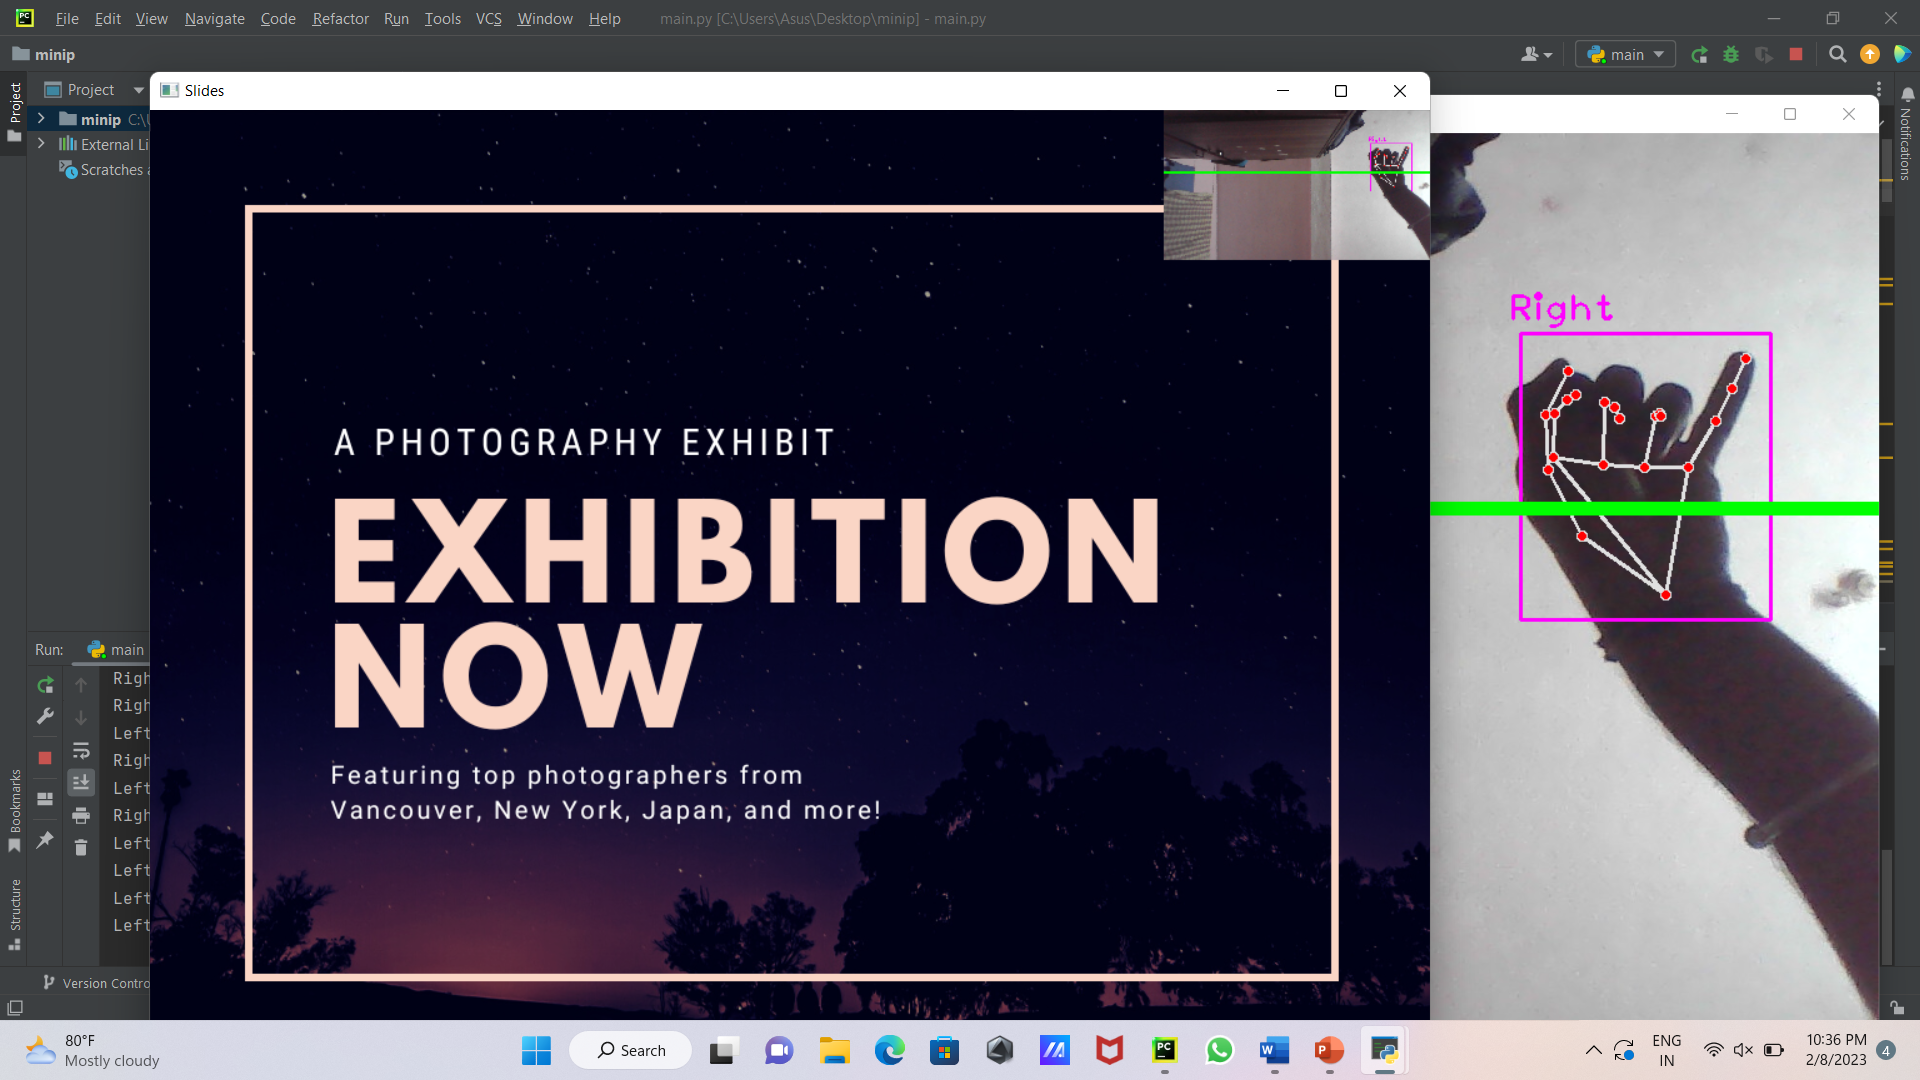 PC File Edit View Navigate Code Refactor Run Tools VCS Window Help main.py [C:\Users\Asus\Desktop\minip] - main.py
minip
main
Project
Project
minip
External Li
Scratches
Slides
Notifications
Right
A PHOTOGRAPHY EXHIBIT
EXHIBITION
NOW
Featuring top photographers from
Vancouver, New York, Japan, and more!
Right
Run: main
Righ
Righ
Left
Righ
Left
Righ
Left
Left
Left
Left
Bookmarks
Structure
Version Contro
80°F
Mostly cloudy
Search
PC
W
P
ENG
IN
10:36 PM
2/8/2023
4